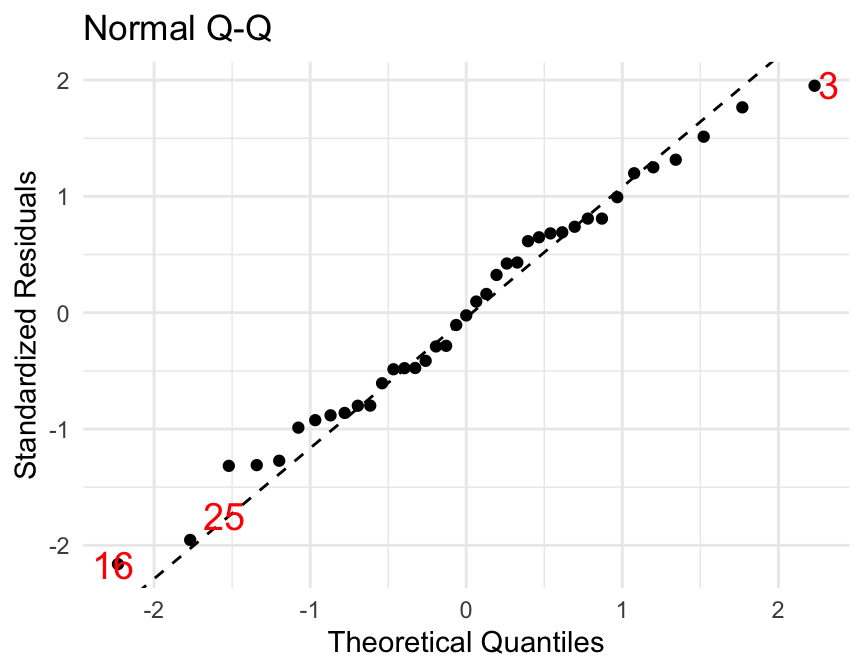 Normal Q-Q
Standardized Residuals
2
1
0
-1
-2
3
25
16
-2 -1 0 1 2
Theoretical Quantiles